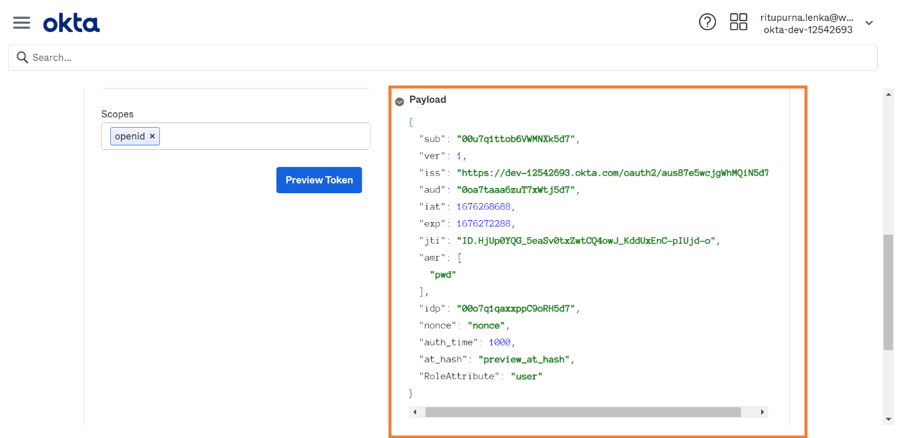 okta
ritupurna.lenka@w...
okta-dev-12542693
Search...
Scopes
openid ×
Preview Token
Payload
{
"sub": "00u7q1ttob6VWMNXk5d7",
"ver": 1,
"iss": "https://dev-12542693.okta.com/oauth2/aus87e5wcjgWhMQiN5d7
"aud": "0oa7taaa6zuT7xWtj5d7",
"iat": 1676268688,
"exp": 1676272288,
"jti": "ID.HjUp0YQG_5eaSv0txZwtCQ4owJ_KddUxEnC-pIUjd-o",
"amr": [
"pwd"
],
"idp": "00o7q1qaxxppC9oRH5d7",
"nonce": "nonce",
"auth_time": 1000,
"at_hash": "preview_at_hash",
"RoleAttribute": "user"
}